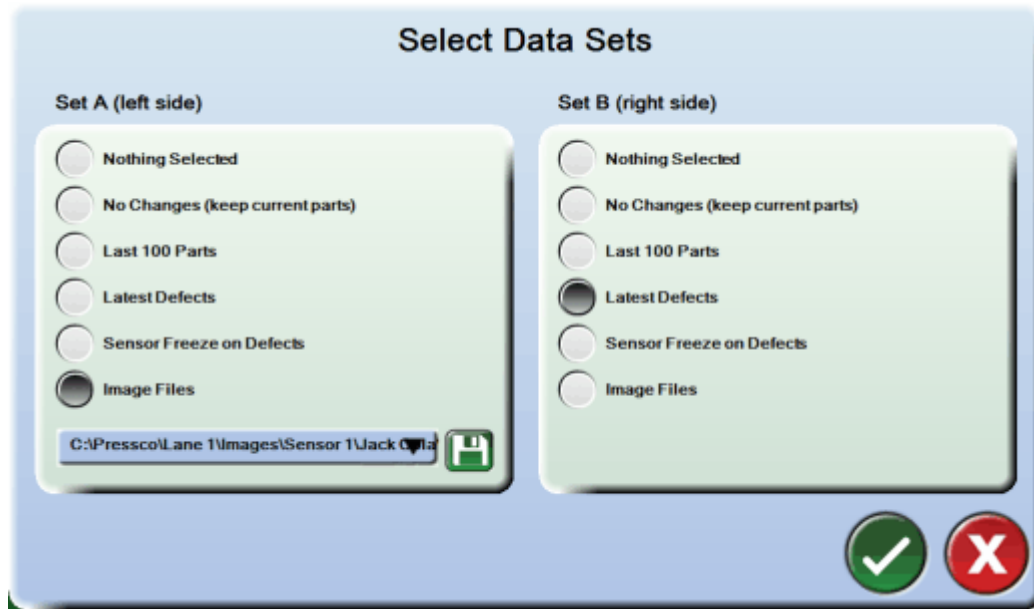 Select Data Sets
Set A (left side)
Nothing Selected
No Changes (keep current parts)
Last 100 Parts
Latest Defects
Sensor Freeze on Defects
Image Files
C:\Pressco\Lane 1\Images\Sensor 1\Jack
Set B (right side)
Nothing Selected
No Changes (keep current parts)
Last 100 Parts
Latest Defects
Sensor Freeze on Defects
Image Files